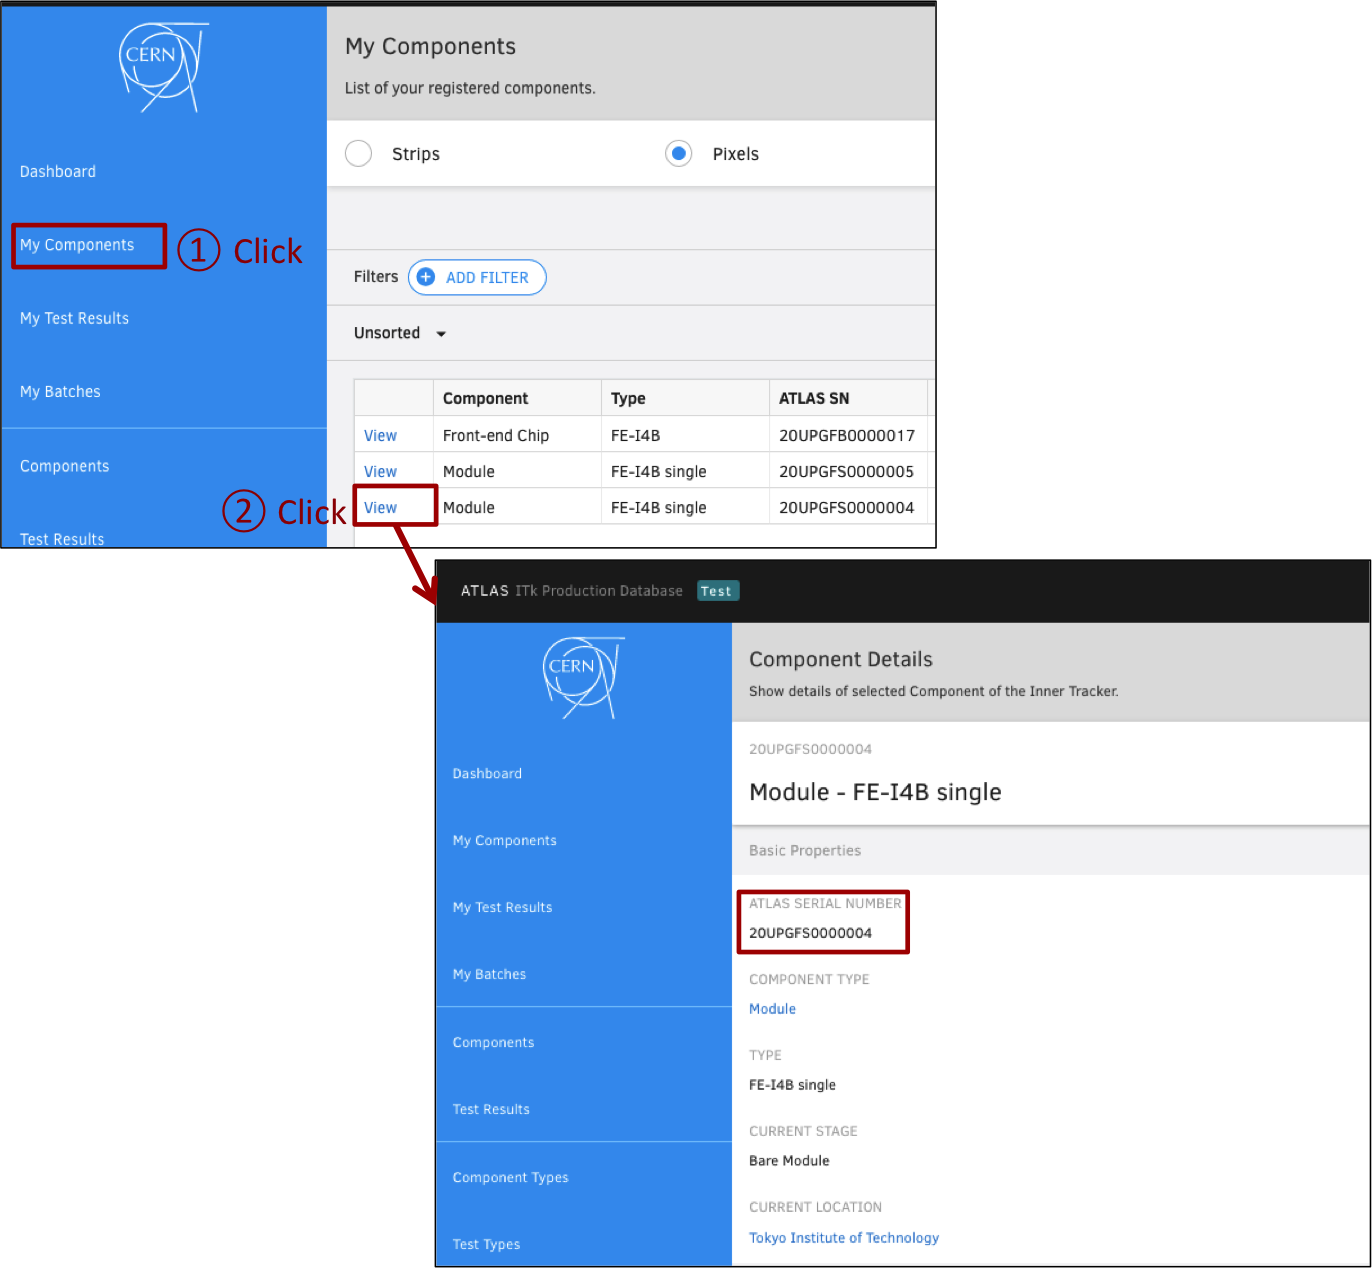 CERN
My Components
List of your registered components.
Strips
Pixels
Dashboard
My Components
① Click
My Test Results
My Batches
Components
Test Results
Filters
ADD FILTER
Unsorted
Component Type ATLAS SN
View Front-end Chip FE-I4B 20UPGFB0000017
View Module FE-I4B single 20UPGFS0000005
② Click
View Module FE-I4B single 20UPGFS0000004
ATLAS ITk Production Database Test
CERN
Dashboard
My Components
My Test Results
My Batches
Components
Test Results
Component Types
Test Types
Component Details
Show details of selected Component of the Inner Tracker.
20UPGFS0000004
Module - FE-I4B single
Basic Properties
ATLAS SERIAL NUMBER
20UPGFS0000004
COMPONENT TYPE
Module
TYPE
FE-I4B single
CURRENT STAGE
Bare Module
CURRENT LOCATION
Tokyo Institute of Technology